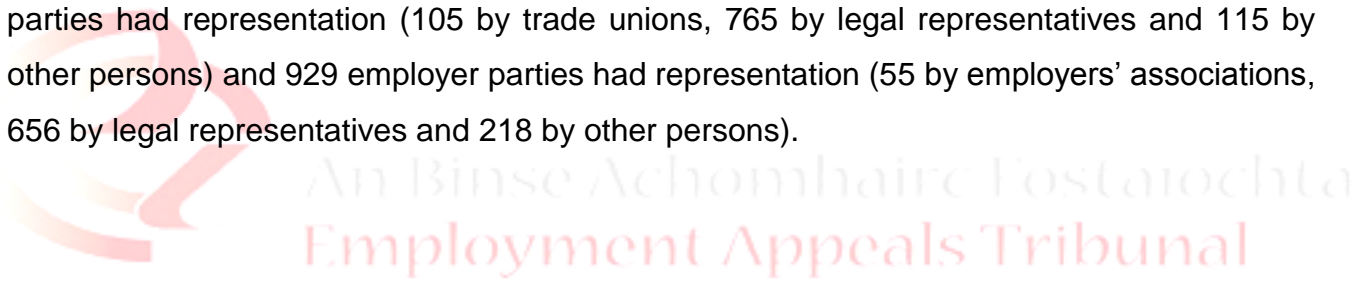 parties had representation (105 by trade unions, 765 by legal representatives and 115 by
other persons) and 929 employer parties had representation (55 by employers’ associations,
656 by legal representatives and 218 by other persons).
An Binse Achomhairc Fostaíochta
Employment Appeals Tribunal